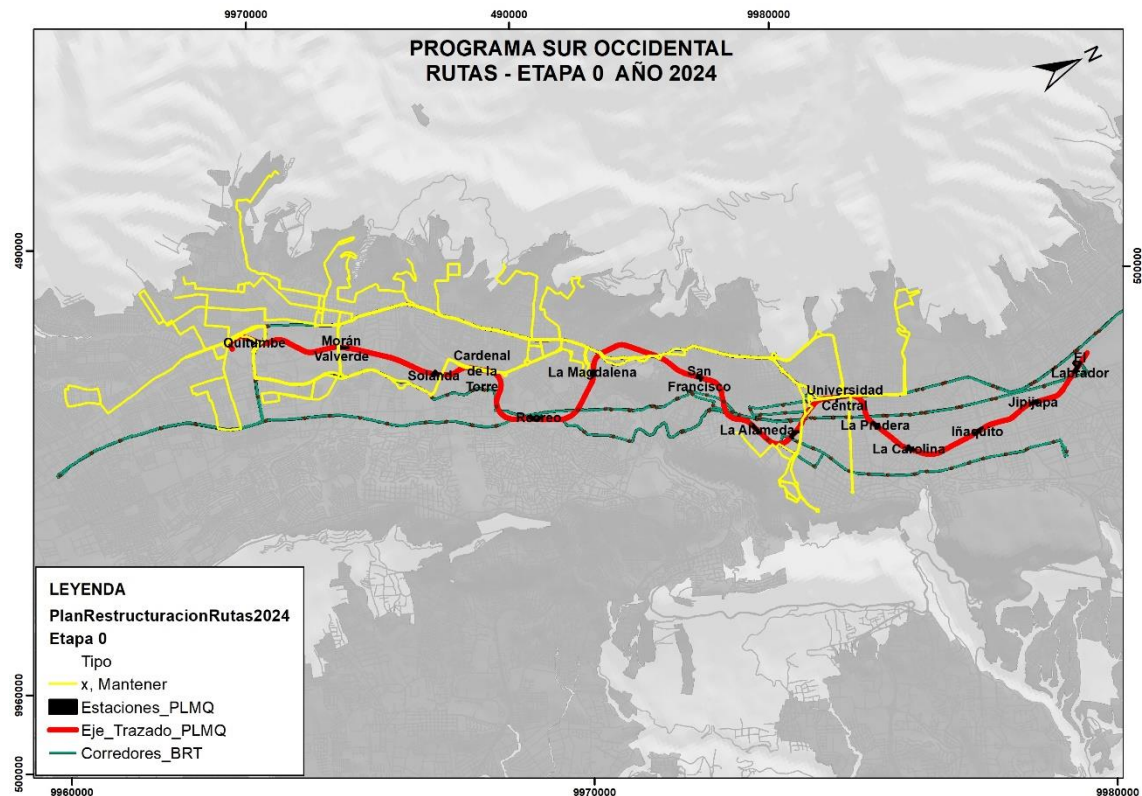 9970000
490000
9980000
PROGRAMA SUR OCCIDENTAL
RUTAS - ETAPA 0 AÑO 2024
N
490000
500000
Quitumbe
Morán
Valverde
Solanda
Cardenal
de la
Torre
Recreo
La Magdalena
San
Francisco
La Alameda
Universidad
Central
La Pradera
La Carolina
Iñaquito
Jipijapa
El
Labrador
LEYENDA
PlanRestructuracionRutas2024
Etapa 0
Tipo
x, Mantener
Estaciones_PLMQ
Eje_Trazado_PLMQ
Corredores_BRT
9960000
500000
9960000
9970000
9980000